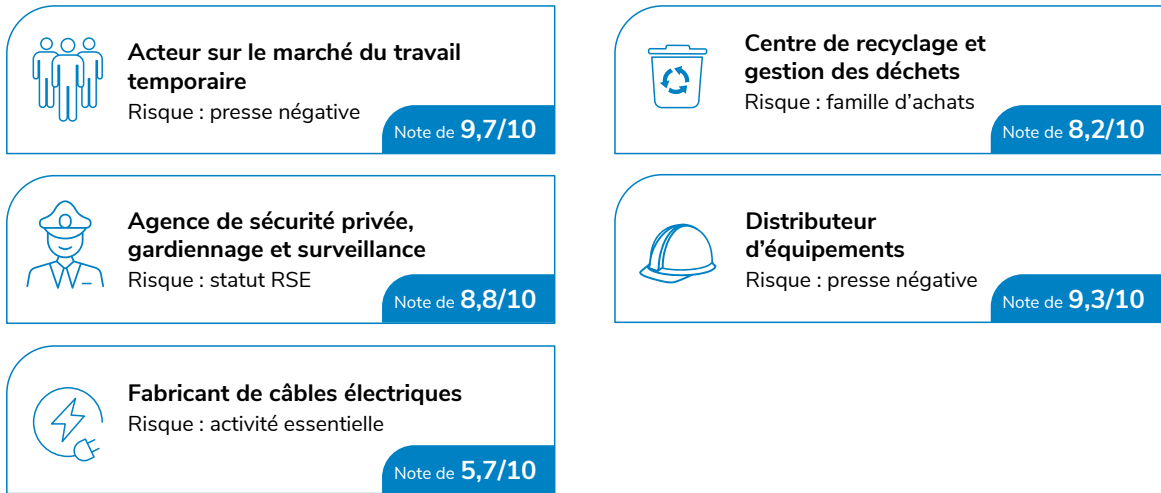 Acteur sur le marché du travail
temporaire
Risque : presse négative
Note de 9,7/10
Centre de recyclage et
gestion des déchets
Risque : famille d’achats
Note de 8,2/10
Agence de sécurité privée,
gardiennage et surveillance
Risque : statut RSE
Note de 8,8/10
Distributeur
d’équipements
Risque : presse négative
Note de 9,3/10
Fabricant de câbles électriques
Risque : activité essentielle
Note de 5,7/10